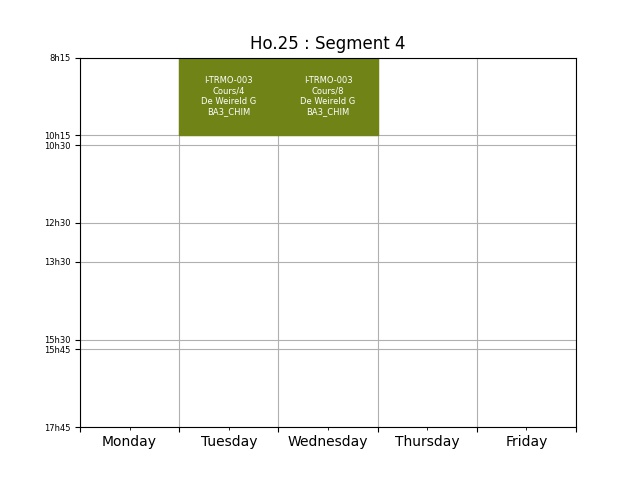 Ho.25 : Segment 4
8h15
I-TRMO-003
Cours/4
De Weireld G
BA3_CHIM
I-TRMO-003
Cours/8
De Weireld G
BA3_CHIM
10h15
10h30
12h30
13h30
15h30
15h45
17h45
Monday Tuesday Wednesday Thursday Friday